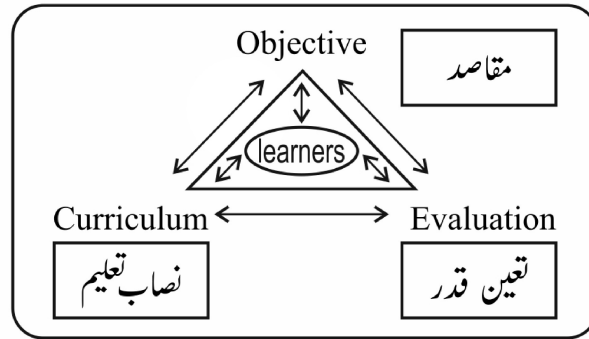 Objective
مقاصد
learners
Curriculum
Evaluation
نصاب تعلیم
تعین قدر